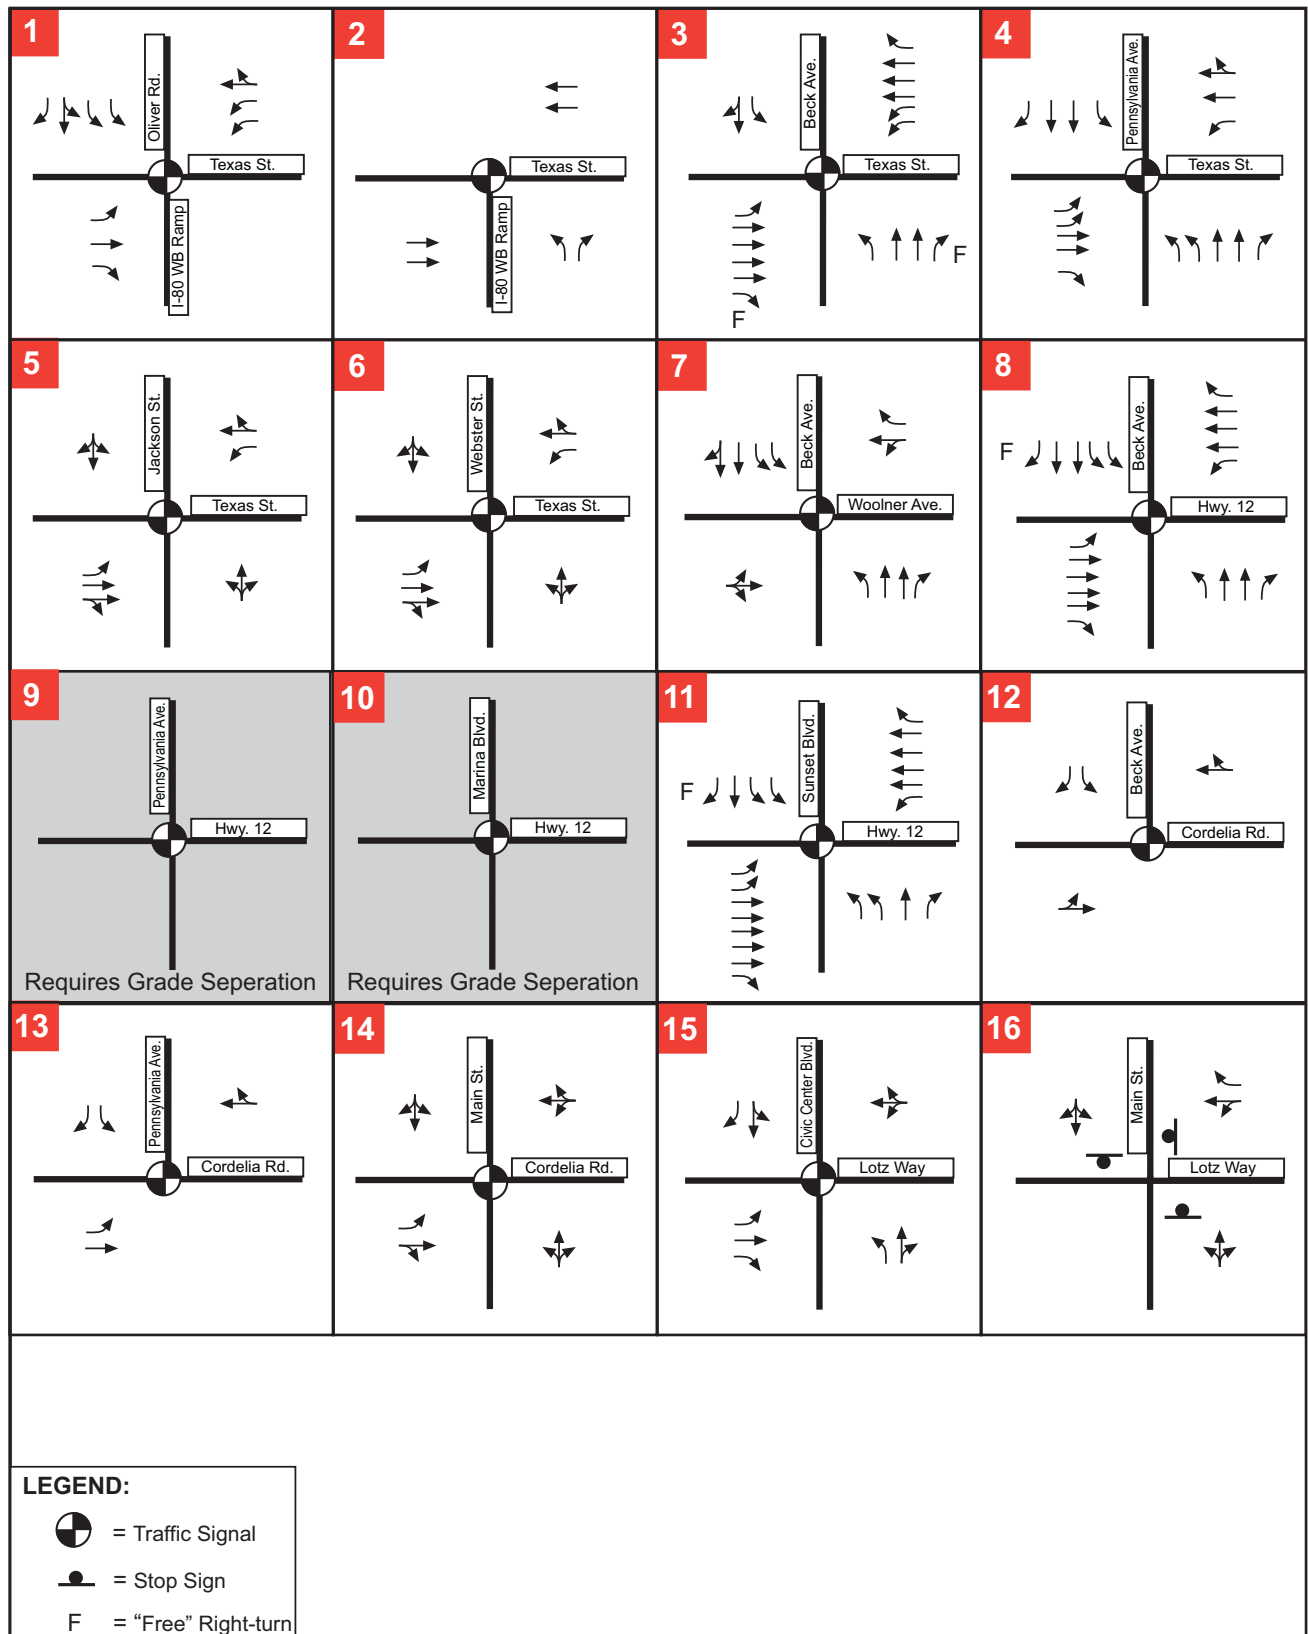 1
Oliver Rd.
Texas St.
I-80 WB Ramp
2
Texas St.
I-80 WB Ramp
3
Beck Ave.
Texas St.
F
F
4
Pennsylvania Ave.
Texas St.
5
Jackson St.
Texas St.
6
Webster St.
Texas St.
7
Beck Ave.
Woolner Ave.
8
F
Beck Ave.
Hwy. 12
9
Pennsylvania Ave.
Hwy. 12
Requires Grade Seperation
10
Marina Blvd.
Hwy. 12
Requires Grade Seperation
11
F
Sunset Blvd.
Hwy. 12
12
Beck Ave.
Cordelia Rd.
13
Pennsylvania Ave.
Cordelia Rd.
14
Main St.
Cordelia Rd.
15
Civic Center Blvd.
Lotz Way
16
Main St.
Lotz Way
LEGEND:
= Traffic Signal
= Stop Sign
F = “Free” Right-turn